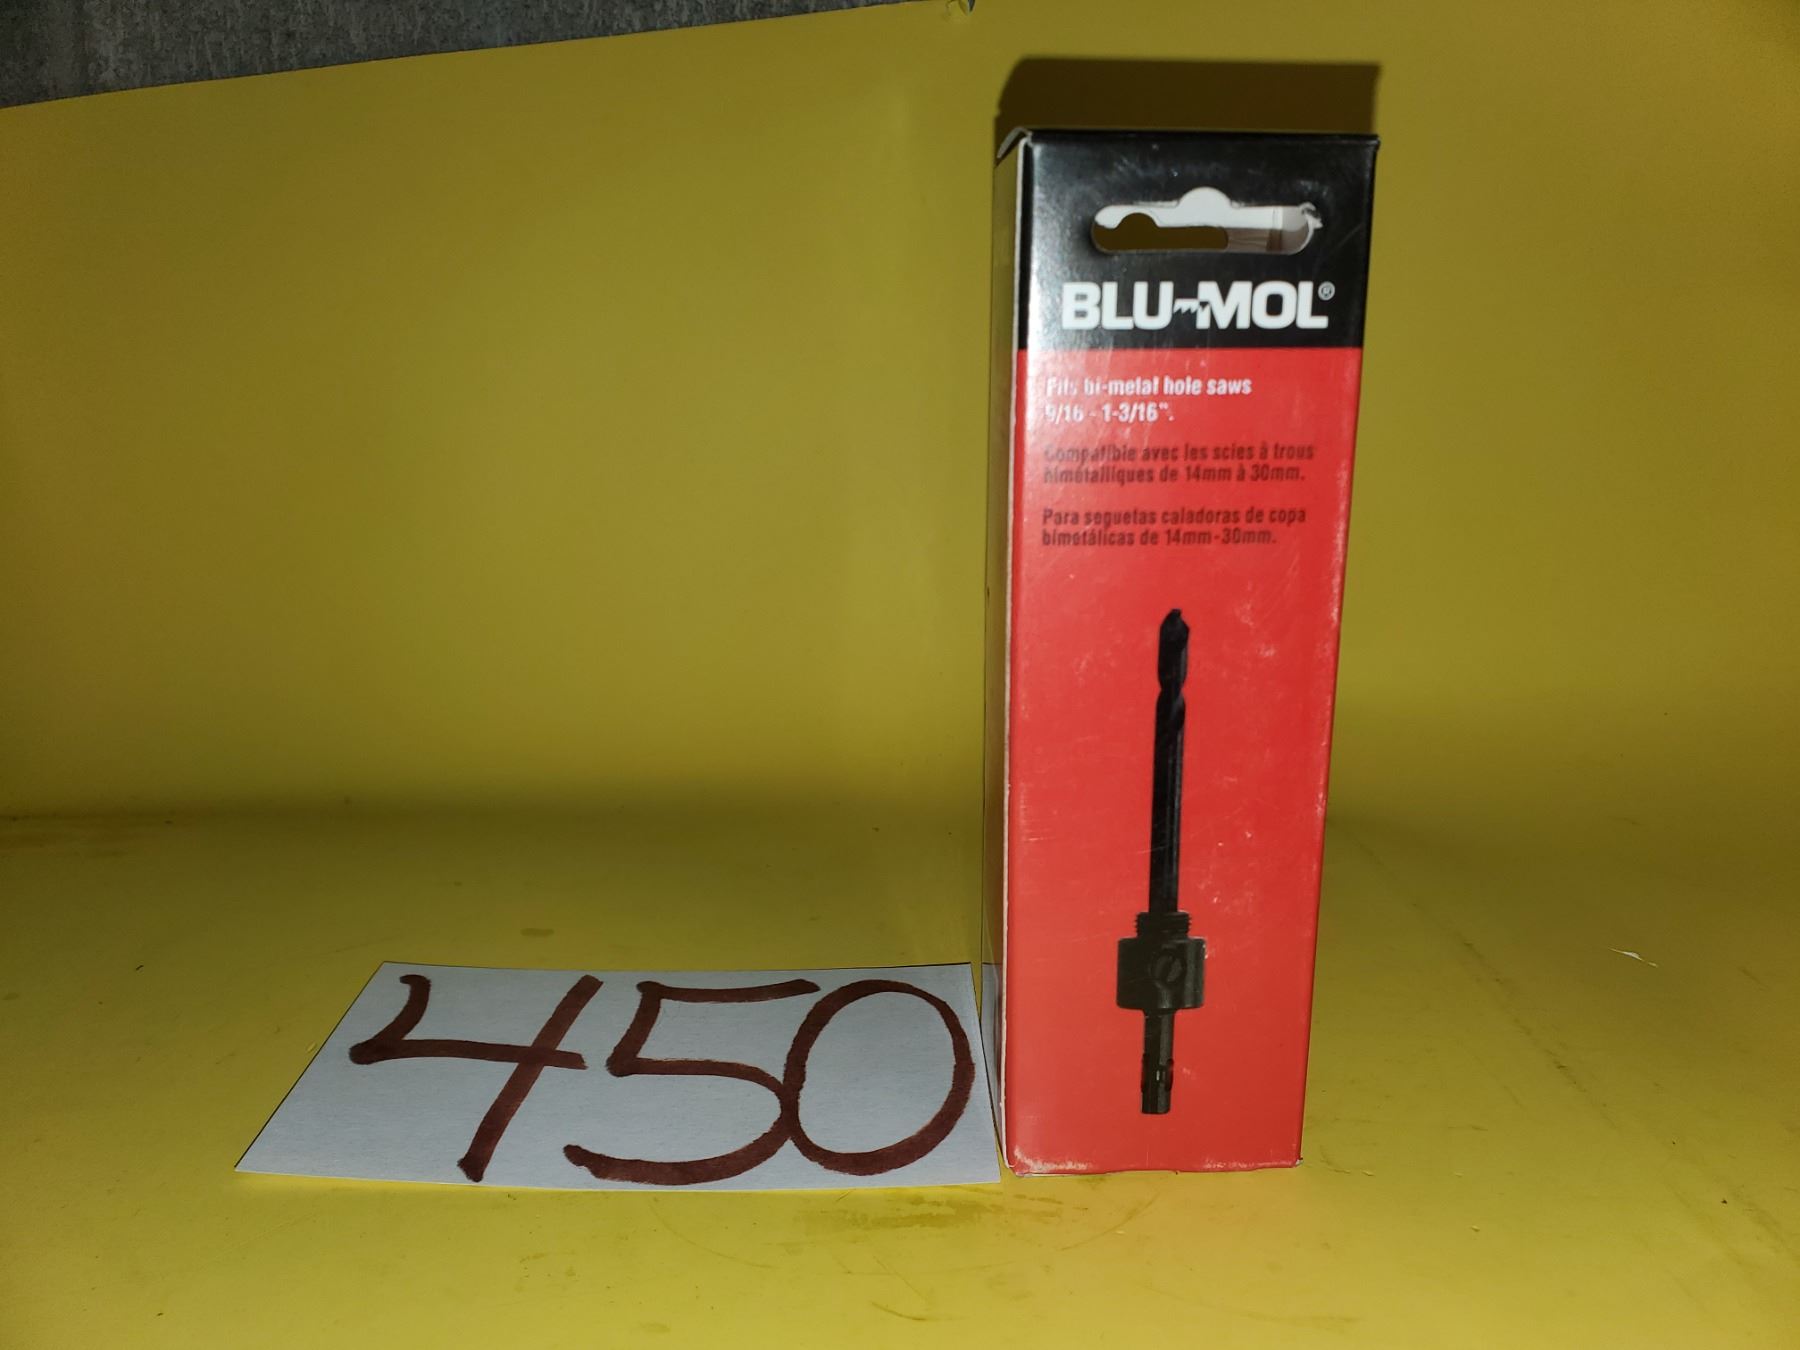 BLU-MOL®
Fits bi-metal hole saws
9/16 - 1-3/16".
Compatible avec les scies à trous
bimétalliques de 14mm à 30mm.
Para seguetas caladoras de copa
bimetálicas de 14mm-30mm.
450